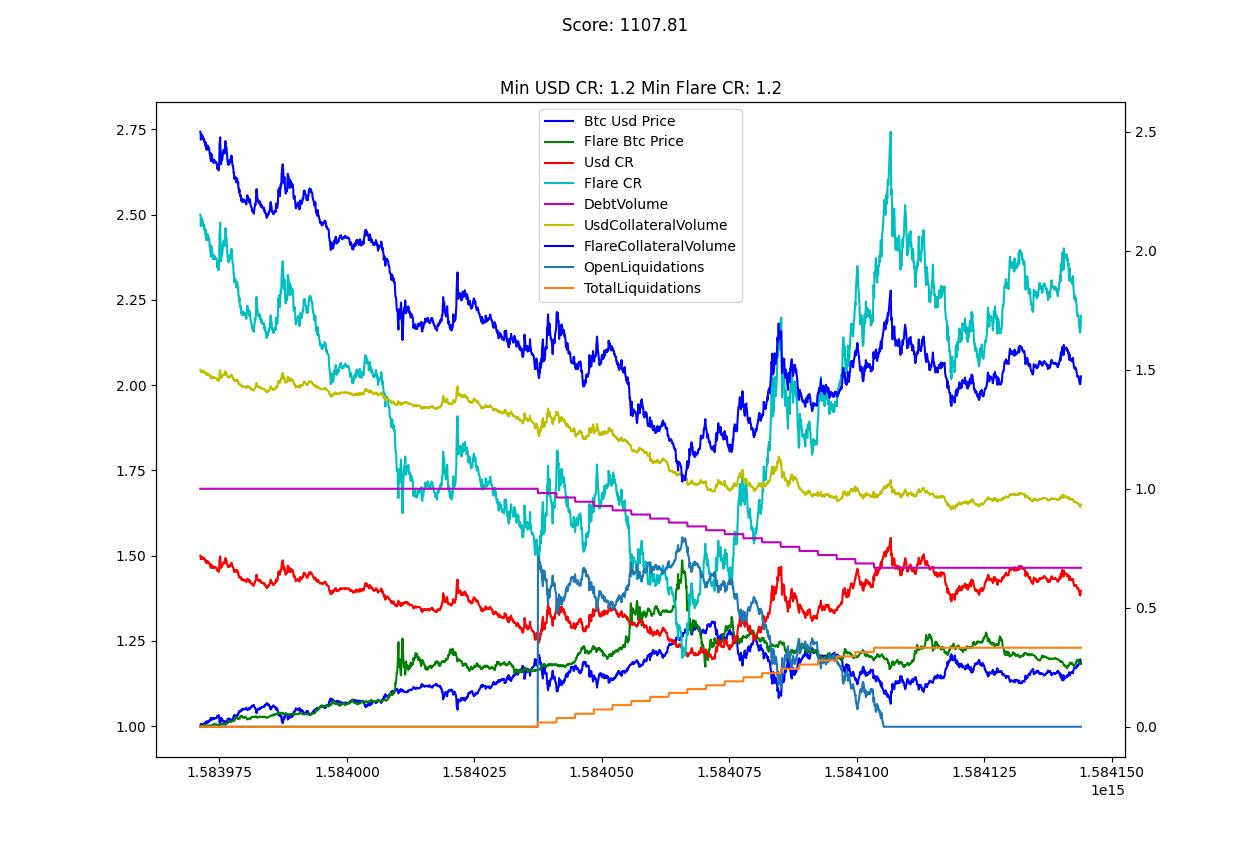 Score: 1107.81
Min USD CR: 1.2 Min Flare CR: 1.2
Btc Usd Price
Flare Btc Price
Usd CR
Flare CR
DebtVolume
UsdCollateralVolume
FlareCollateralVolume
OpenLiquidations
TotalLiquidations
2.75
2.50
2.25
2.00
1.75
1.50
1.25
1.00
2.5
2.0
1.5
1.0
0.5
0.0
1.583975
1.584000
1.584025
1.584050
1.584075
1.584100
1.584125
1.584150
1e15